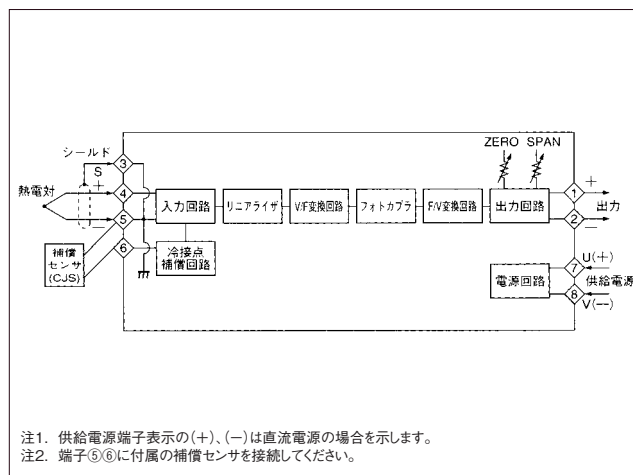 ZERO SPAN
シールド
S
熱電対
+
−
3
4
5
6
入力回路
リニアライザ
V/F変換回路
フォトカプラ
F/V変換回路
出力回路
1
2
+
出力
−
補償
センサ
(CJS)
冷接点
補償回路
電源回路
7
8
U(+)
供給電源
V(−)
注1. 供給電源端子表示の(+)、(−)は直流電源の場合を示します。
注2. 端子⑤⑥に付属の補償センサを接続してください。